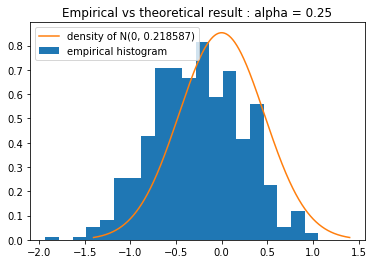 Empirical vs theoretical result : alpha = 0.25
density of N(0, 0.218587)
empirical histogram
0.8
0.7
0.6
0.5
0.4
0.3
0.2
0.1
0.0
−2.0 −1.5 −1.0 −0.5 0.0 0.5 1.0 1.5